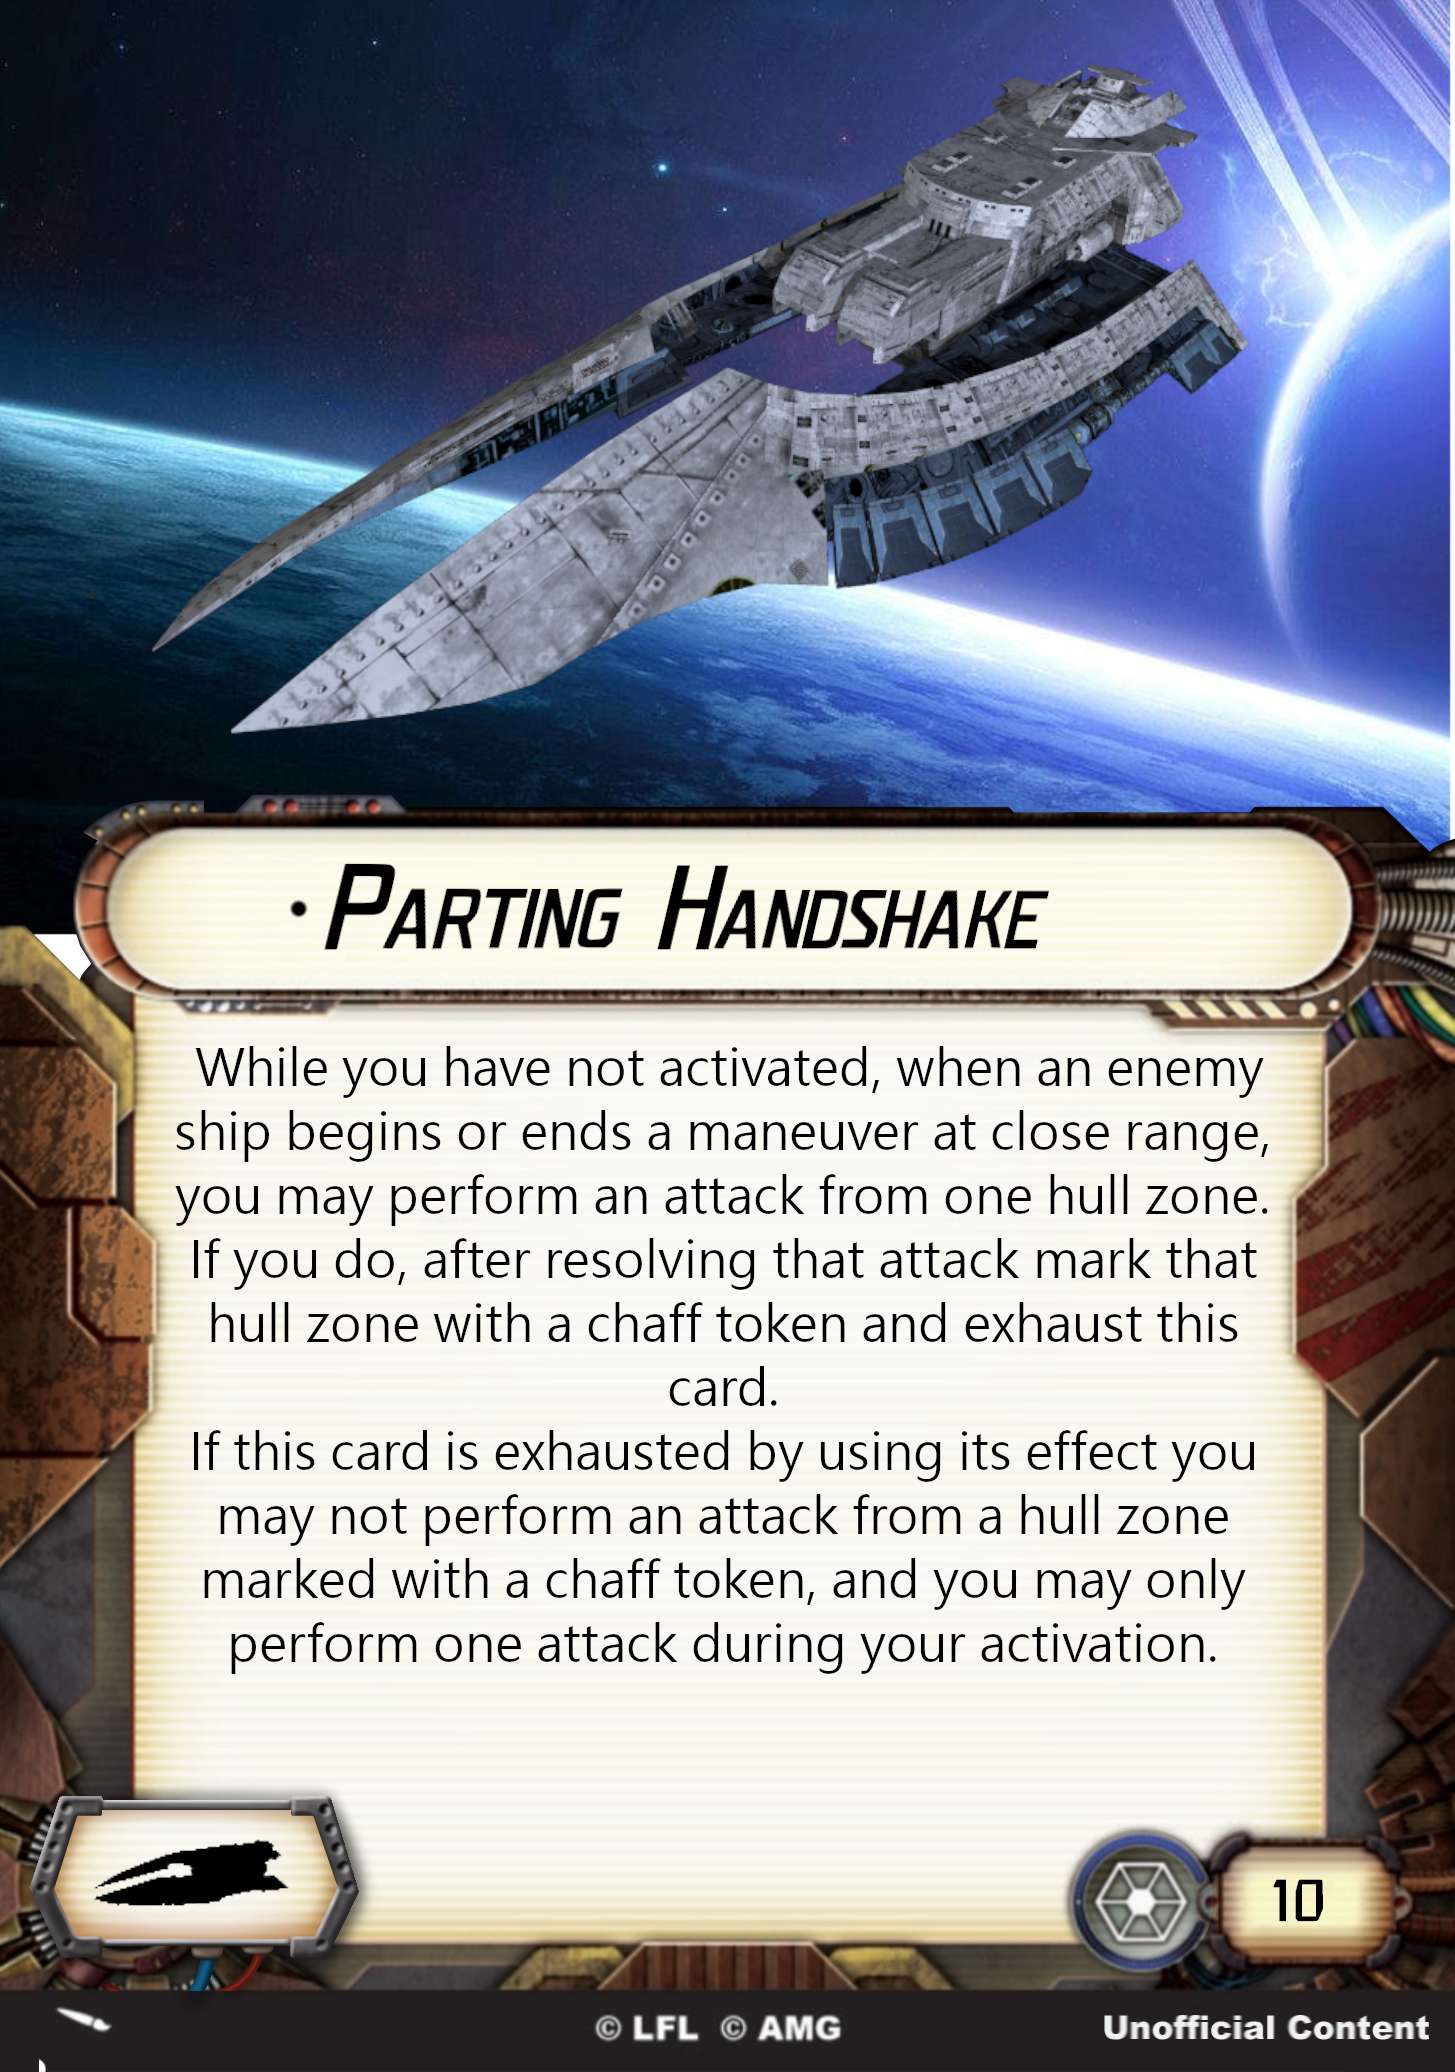 • Parting Handshake
While you have not activated, when an enemy
ship begins or ends a maneuver at close range,
you may perform an attack from one hull zone.
If you do, after resolving that attack mark that
hull zone with a chaff token and exhaust this
card.
If this card is exhausted by using its effect you
may not perform an attack from a hull zone
marked with a chaff token, and you may only
perform one attack during your activation.
10
© LFL © AMG
Unofficial Content